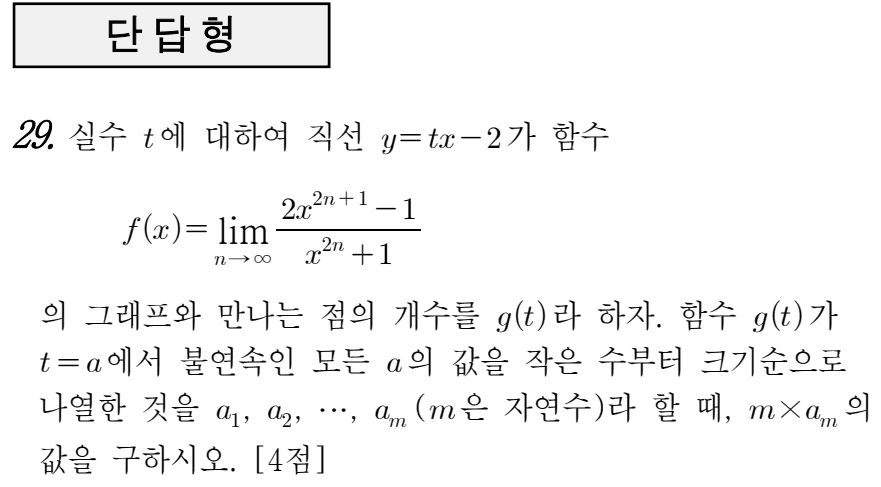 단답형
29. 실수 t에 대하여 직선 y=tx-2가 함수
f(x)=lim_{n→∞} \frac{2x^{2n+1}-1}{x^{2n}+1}
의 그래프와 만나는 점의 개수를 g(t)라 하자. 함수 g(t)가
t=a에서 불연속인 모든 a의 값을 작은 수부터 크기순으로
나열한 것을 a_1, a_2, ⋯, a_m (m은 자연수)라 할 때, m×a_m의
값을 구하시오. [4점]